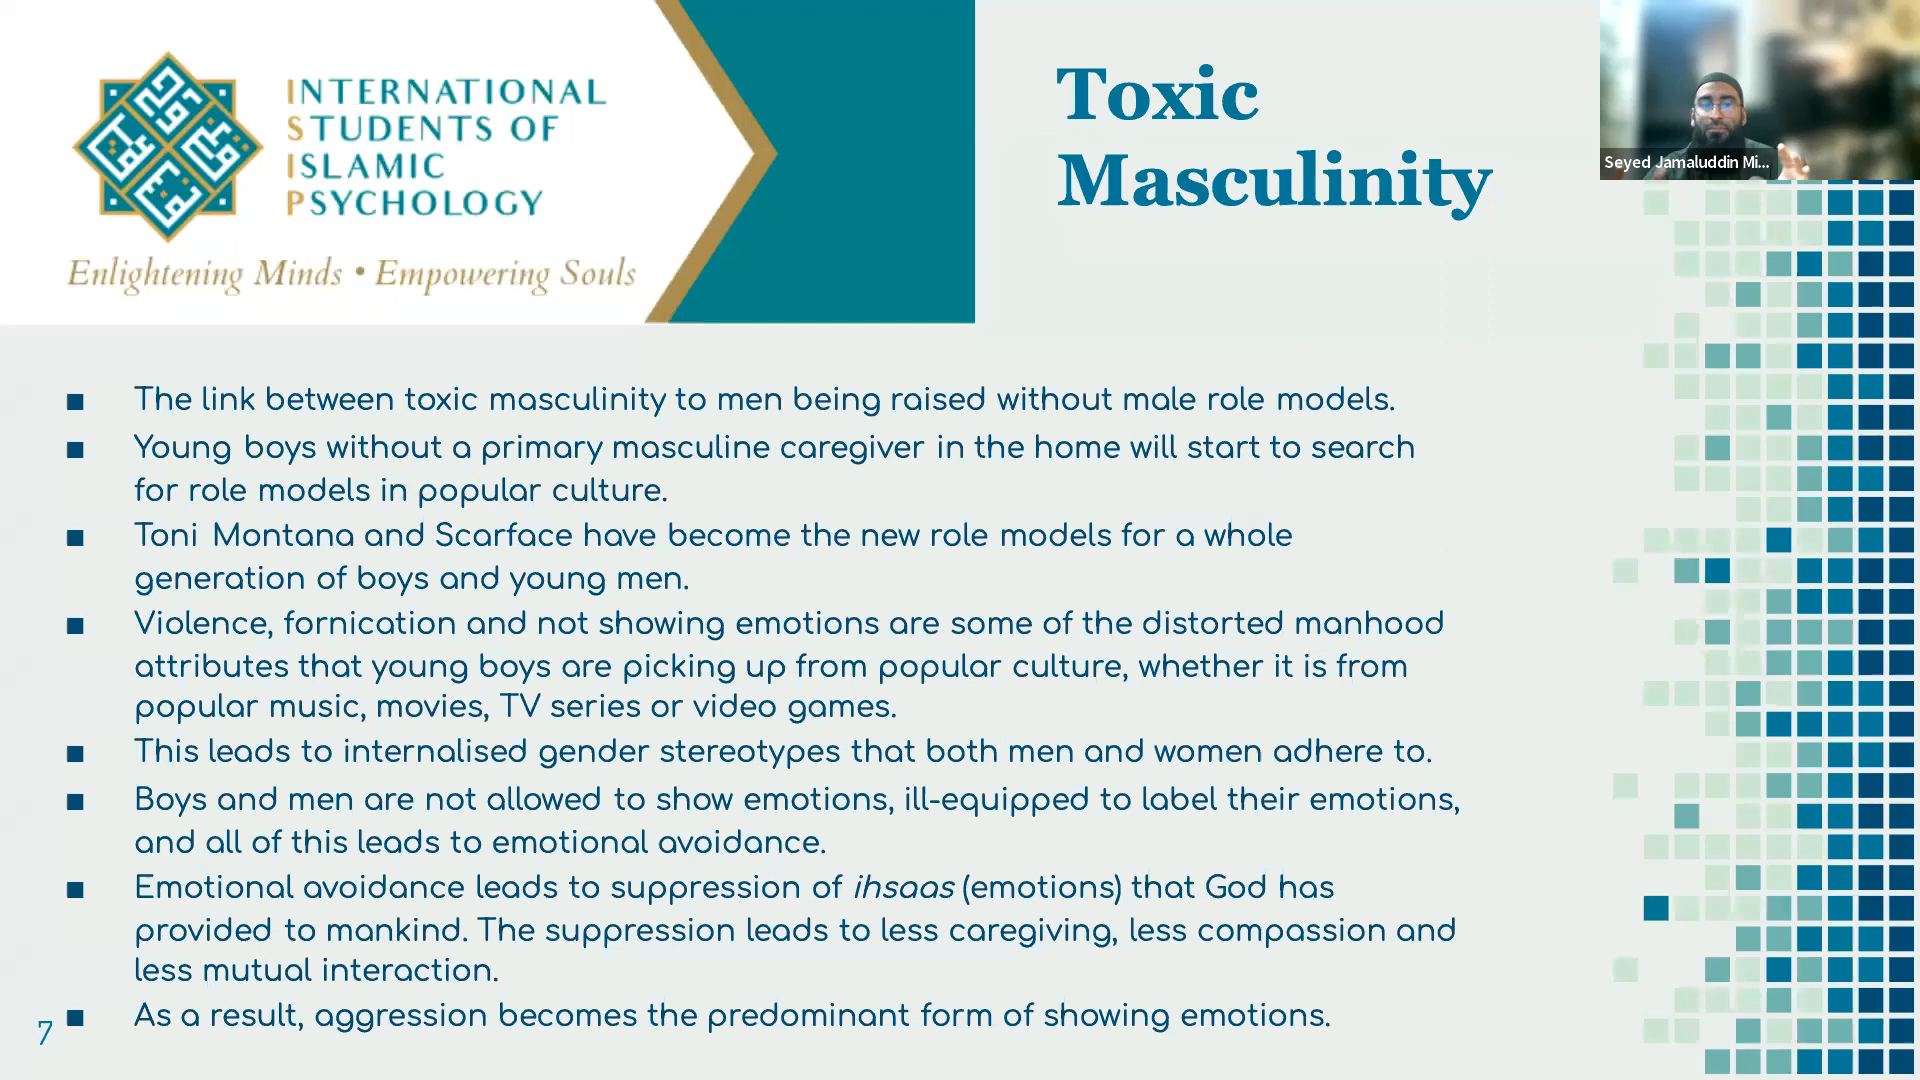 INTERNATIONAL
STUDENTS OF
ISLAMIC
PSYCHOLOGY
Enlightening Minds • Empowering Souls
Toxic
Masculinity
Seyed Jamaluddin Mi...
■ The link between toxic masculinity to men being raised without male role models.
■ Young boys without a primary masculine caregiver in the home will start to search
for role models in popular culture.
■ Toni Montana and Scarface have become the new role models for a whole
generation of boys and young men.
■ Violence, fornication and not showing emotions are some of the distorted manhood
attributes that young boys are picking up from popular culture, whether it is from
popular music, movies, TV series or video games.
■ This leads to internalised gender stereotypes that both men and women adhere to.
■ Boys and men are not allowed to show emotions, ill-equipped to label their emotions,
and all of this leads to emotional avoidance.
■ Emotional avoidance leads to suppression of ihsaas (emotions) that God has
provided to mankind. The suppression leads to less caregiving, less compassion and
less mutual interaction.
■ As a result, aggression becomes the predominant form of showing emotions.
7